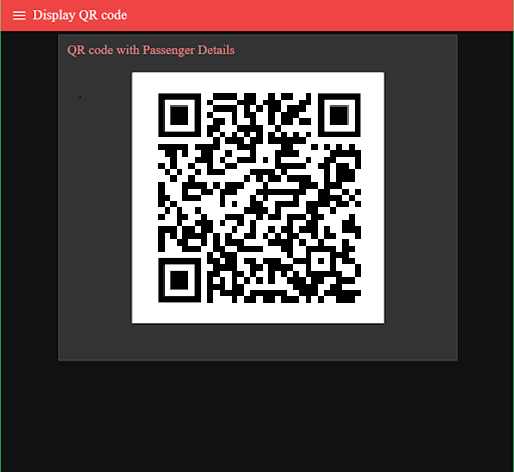 Display QR code
QR code with Passenger Details